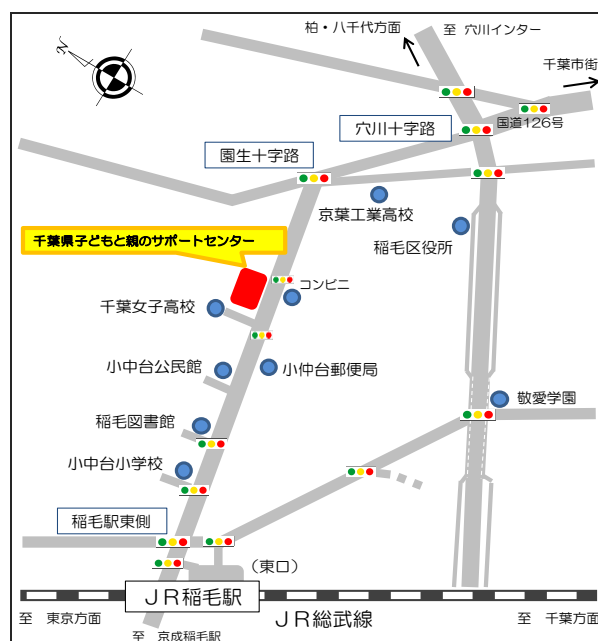 柏・八千代方面
至 穴川インター
N
千葉市街
国道126号
穴川十字路
園生十字路
京葉工業高校
稲毛区役所
千葉県子どもと親のサポートセンター
コンビニ
千葉女子高校
小中台公民館
小仲台郵便局
敬愛学園
稲毛図書館
小中台小学校
稲毛駅東側
（東口）
ＪＲ稲毛駅
至 東京方面
ＪＲ総武線
至 千葉方面
至 京成稲毛駅